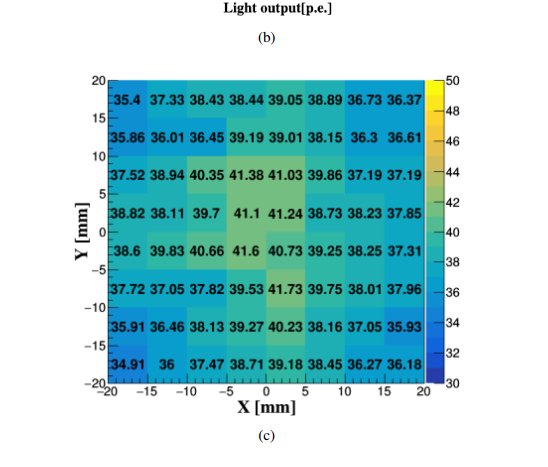 Light output[p.e.]
(b)
20 50
35.4 37.33 38.43 38.44 39.05 38.89 36.73 36.37
48
15
46
35.86 36.01 36.45 39.19 39.01 38.15 36.3 36.61
10
44
37.52 38.94 40.35 41.38 41.03 39.86 37.19 37.19
5
42
38.82 38.11 39.7 41.1 41.24 38.73 38.23 37.85
0 40
Y [mm]
38.6 39.83 40.66 41.6 40.73 39.25 38.25 37.31
38
−5
37.72 37.05 37.82 39.53 41.73 39.75 38.01 37.96
36
−10
35.91 36.46 38.13 39.27 40.23 38.16 37.05 35.93
34
−15
32
34.91 36 37.47 38.71 39.18 38.45 36.27 36.18
−20 30
−20 −15 −10 −5 0 5 10 15 20
X [mm]
(c)